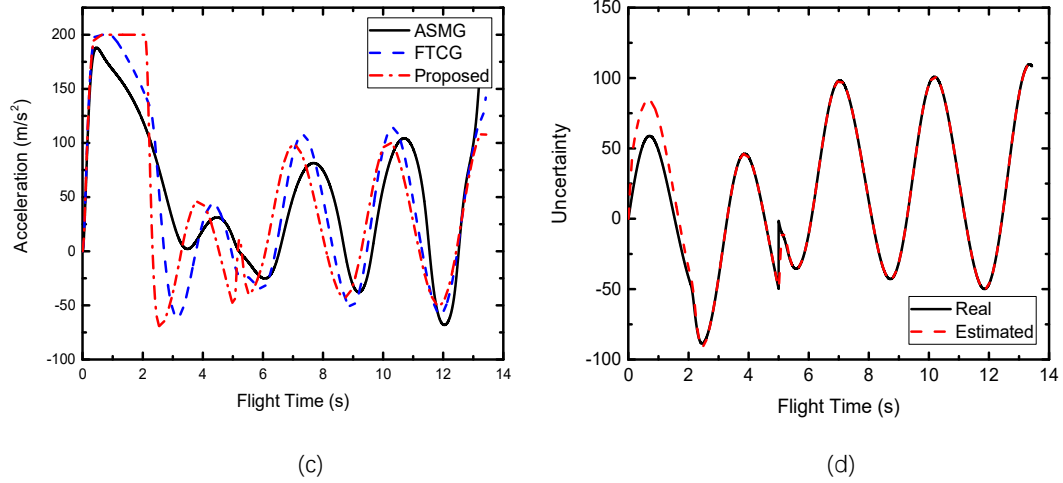 200
150
100
50
0
-50
-100
0 2 4 6 8 10 12 14
Acceleration (m/s²)
Flight Time (s)
ASMG
FTCG
Proposed
(c)
150
100
50
0
-50
-100
0 2 4 6 8 10 12 14
Uncertainty
Flight Time (s)
Real
Estimated
(d)